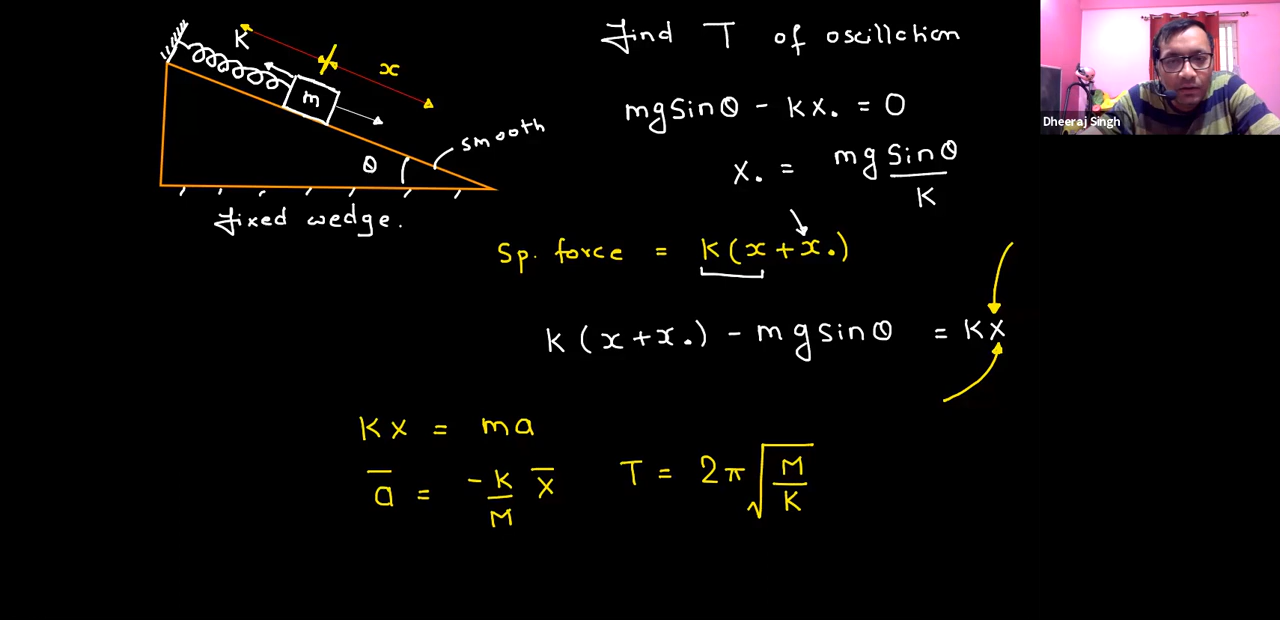 Find T of oscillation
K
x
m
θ
smooth
fixed wedge.
mg sinθ - Kx₀ = 0
x₀ = mg sinθ / K
Sp. force = K(x + x₀)
K(x + x₀) - mg sinθ = Kx
Kx = ma
a̅ = -K/M x̅
T = 2π√(M/K)
Dheeraj Singh